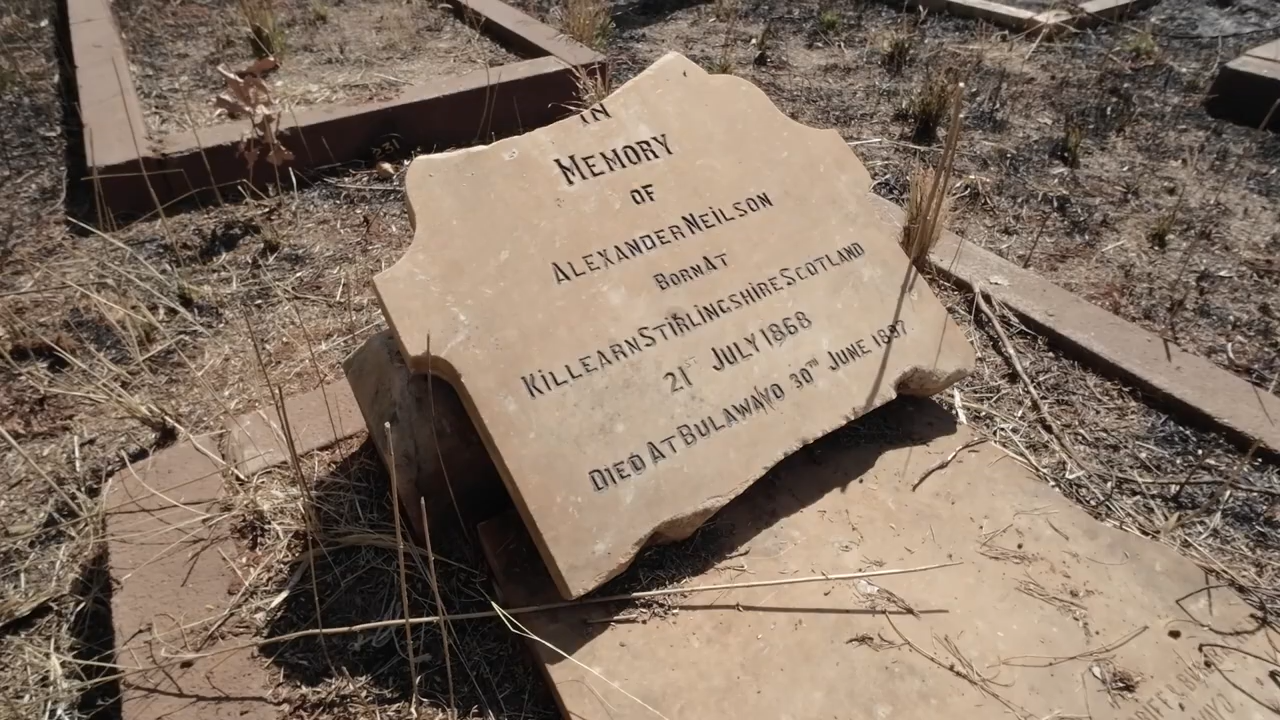 IN
MEMORY
OF
ALEXANDER NEILSON
BORN AT
KILLEARN STIRLINGSHIRE SCOTLAND
21ST JULY 1868
DIED AT BULAWAYO 30TH JUNE 1897.
231